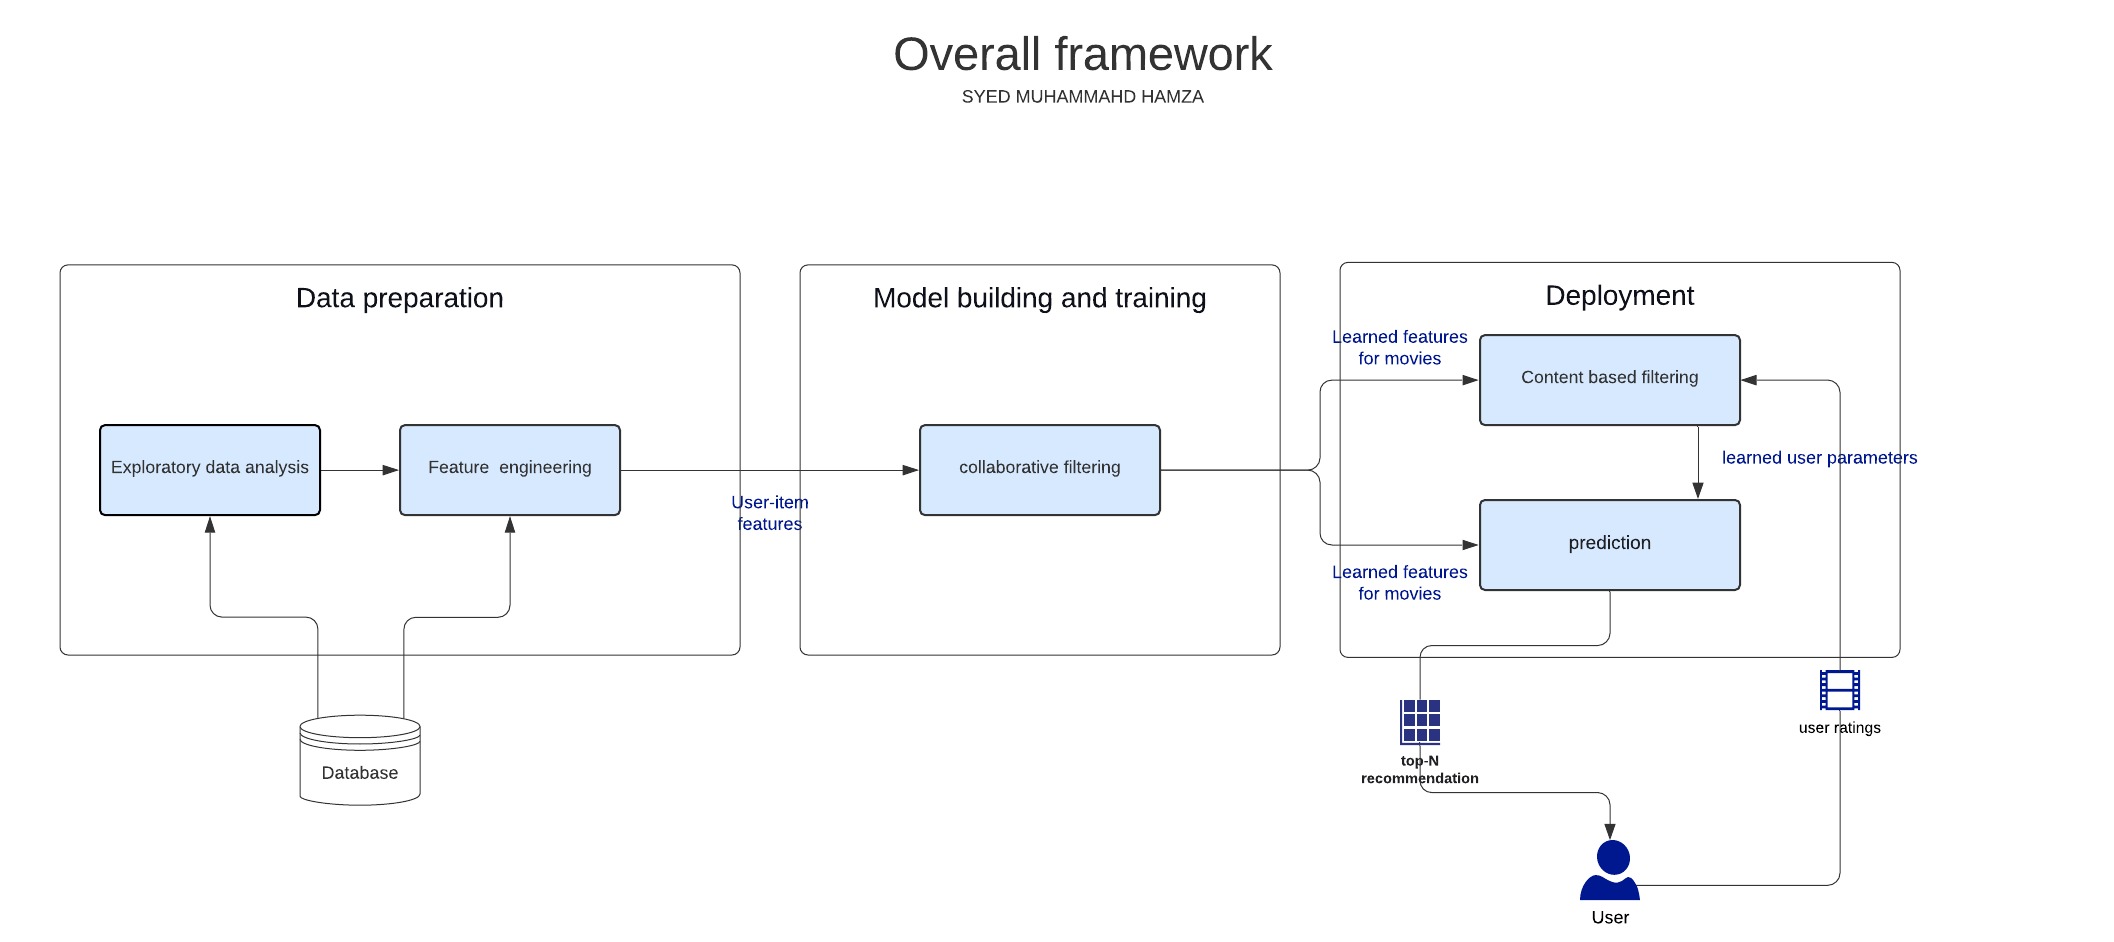 Overall framework
SYED MUHAMMAHD HAMZA
Data preparation
Exploratory data analysis
Feature engineering
Database
User-item
features
Model building and training
collaborative filtering
Deployment
Learned features
for movies
Content based filtering
learned user parameters
prediction
Learned features
for movies
top-N
recommendation
user ratings
User